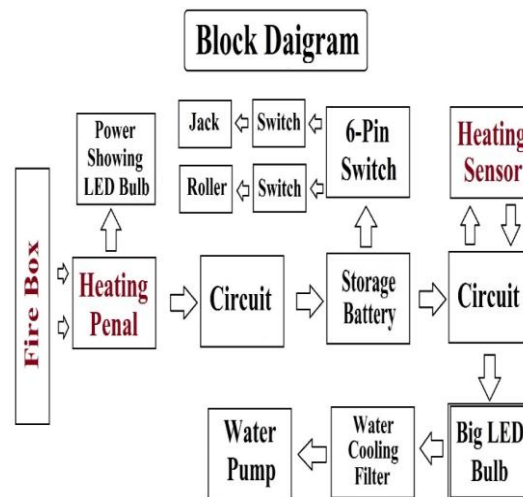 Block Daigram
Jack
Switch
6-Pin
Switch
Heating
Sensor
Power
Showing
LED Bulb
Roller
Switch
Fire Box
Heating
Penal
Circuit
Storage
Battery
Circuit
Water
Pump
Water
Cooling
Filter
Big LED
Bulb